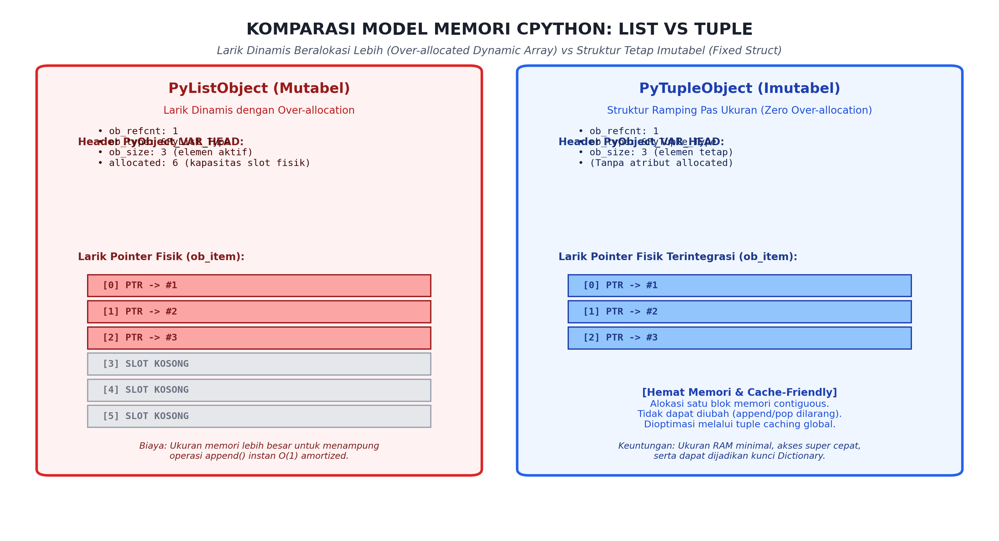 KOMPARASI MODEL MEMORI CPYTHON: LIST VS TUPLE
Larik Dinamis Beralokasi Lebih (Over-allocated Dynamic Array) vs Struktur Tetap Imutabel (Fixed Struct)
PyListObject (Mutabel)
Larik Dinamis dengan Over-allocation
• ob_refcnt: 1
Header PyObject_VAR_HEAD:
• ob_type: &PyList_Type
• ob_size: 3 (elemen aktif)
• allocated: 6 (kapasitas slot fisik)
Larik Pointer Fisik (ob_item):
[0] PTR -> #1
[1] PTR -> #2
[2] PTR -> #3
[3] SLOT KOSONG
[4] SLOT KOSONG
[5] SLOT KOSONG
Biaya: Ukuran memori lebih besar untuk menampung
operasi append() instan O(1) amortized.
PyTupleObject (Imutabel)
Struktur Ramping Pas Ukuran (Zero Over-allocation)
• ob_refcnt: 1
Header PyObject_VAR_HEAD:
• ob_type: &PyTuple_Type
• ob_size: 3 (elemen tetap)
• (Tanpa atribut allocated)
Larik Pointer Fisik Terintegrasi (ob_item):
[0] PTR -> #1
[1] PTR -> #2
[2] PTR -> #3
[Hemat Memori & Cache-Friendly]
Alokasi satu blok memori contiguous.
Tidak dapat diubah (append/pop dilarang).
Dioptimasi melalui tuple caching global.
Keuntungan: Ukuran RAM minimal, akses super cepat,
serta dapat dijadikan kunci Dictionary.